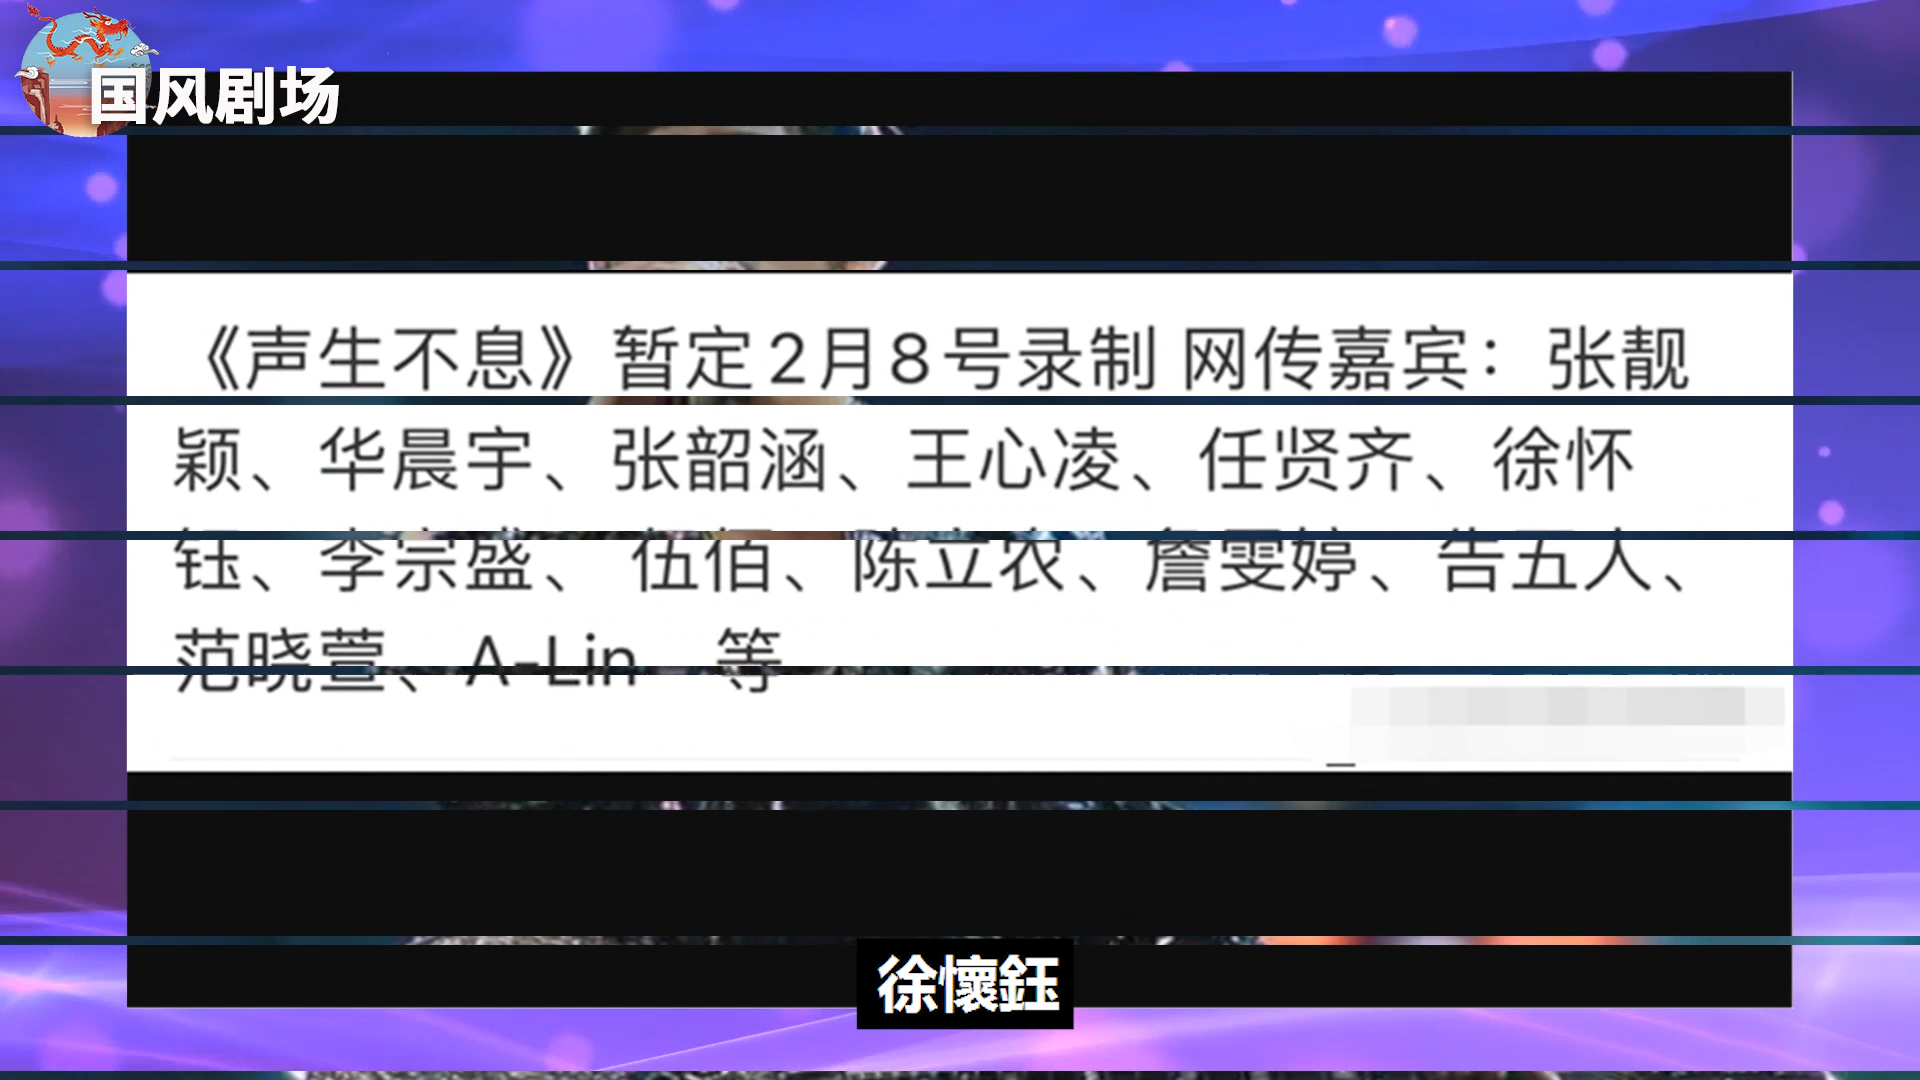 国风剧场
《声生不息》暂定2月8号录制 网传嘉宾：张靓
颖、华晨宇、张韶涵、王心凌、任贤齐、徐怀
钰、李宗盛、伍佰、陈立农、詹雯婷、告五人、
范晓萱、A-Lin 等
徐懷鈺